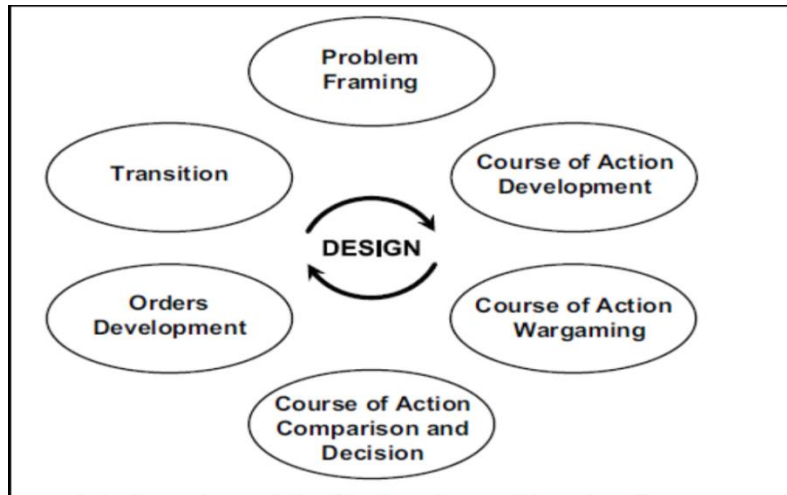 Problem
Framing
Course of Action
Development
Course of Action
Wargaming
Course of Action
Comparison and
Decision
Orders
Development
Transition
DESIGN